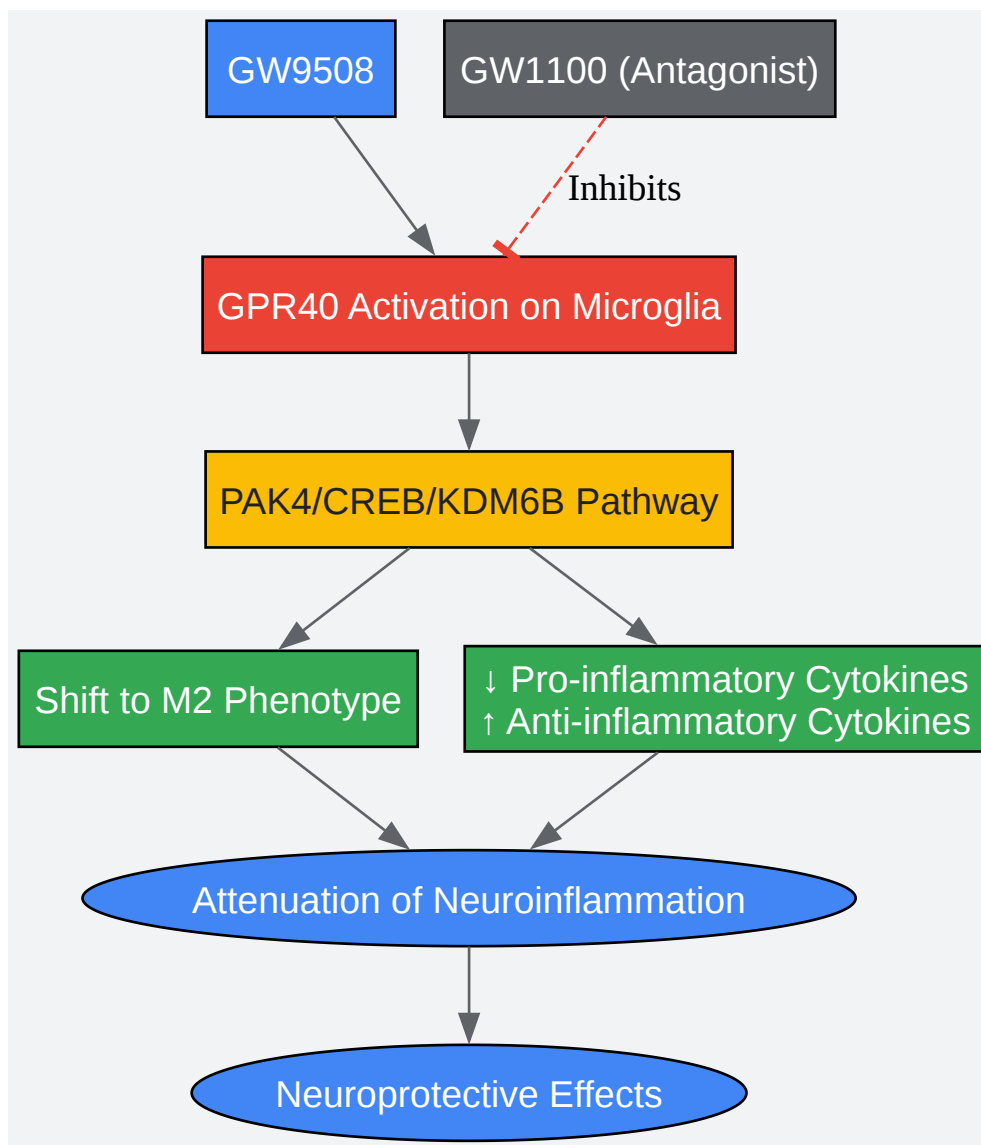 GW9508
GW1100 (Antagonist)
Inhibits
GPR40 Activation on Microglia
PAK4/CREB/KDM6B Pathway
Shift to M2 Phenotype
↓ Pro-inflammatory Cytokines
↑ Anti-inflammatory Cytokines
Attenuation of Neuroinflammation
Neuroprotective Effects